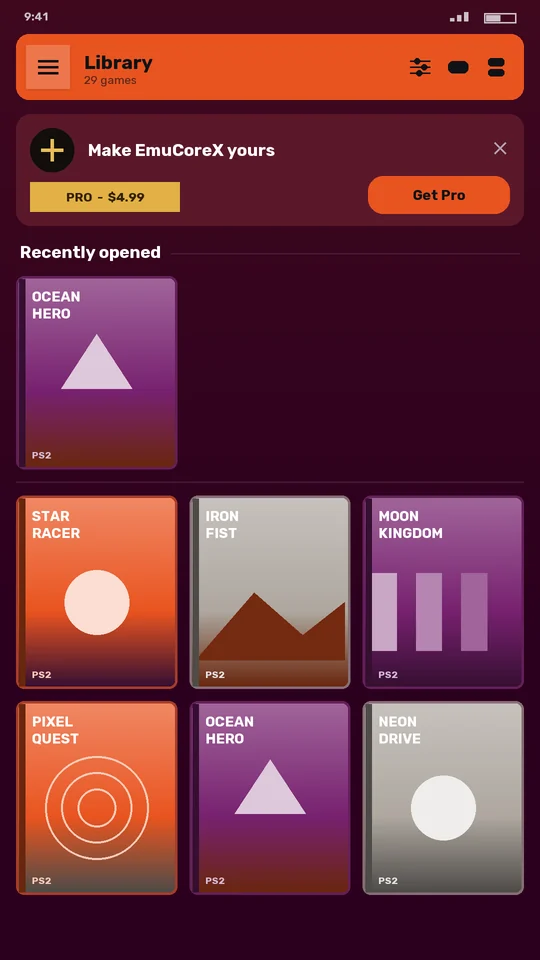 9:41
Library
29 games
Make EmuCoreX yours
PRO - $4.99
Get Pro
Recently opened
OCEAN
HERO
PS2
STAR
RACER
PS2
IRON
FIST
PS2
MOON
KINGDOM
PS2
PIXEL
QUEST
PS2
OCEAN
HERO
PS2
NEON
DRIVE
PS2